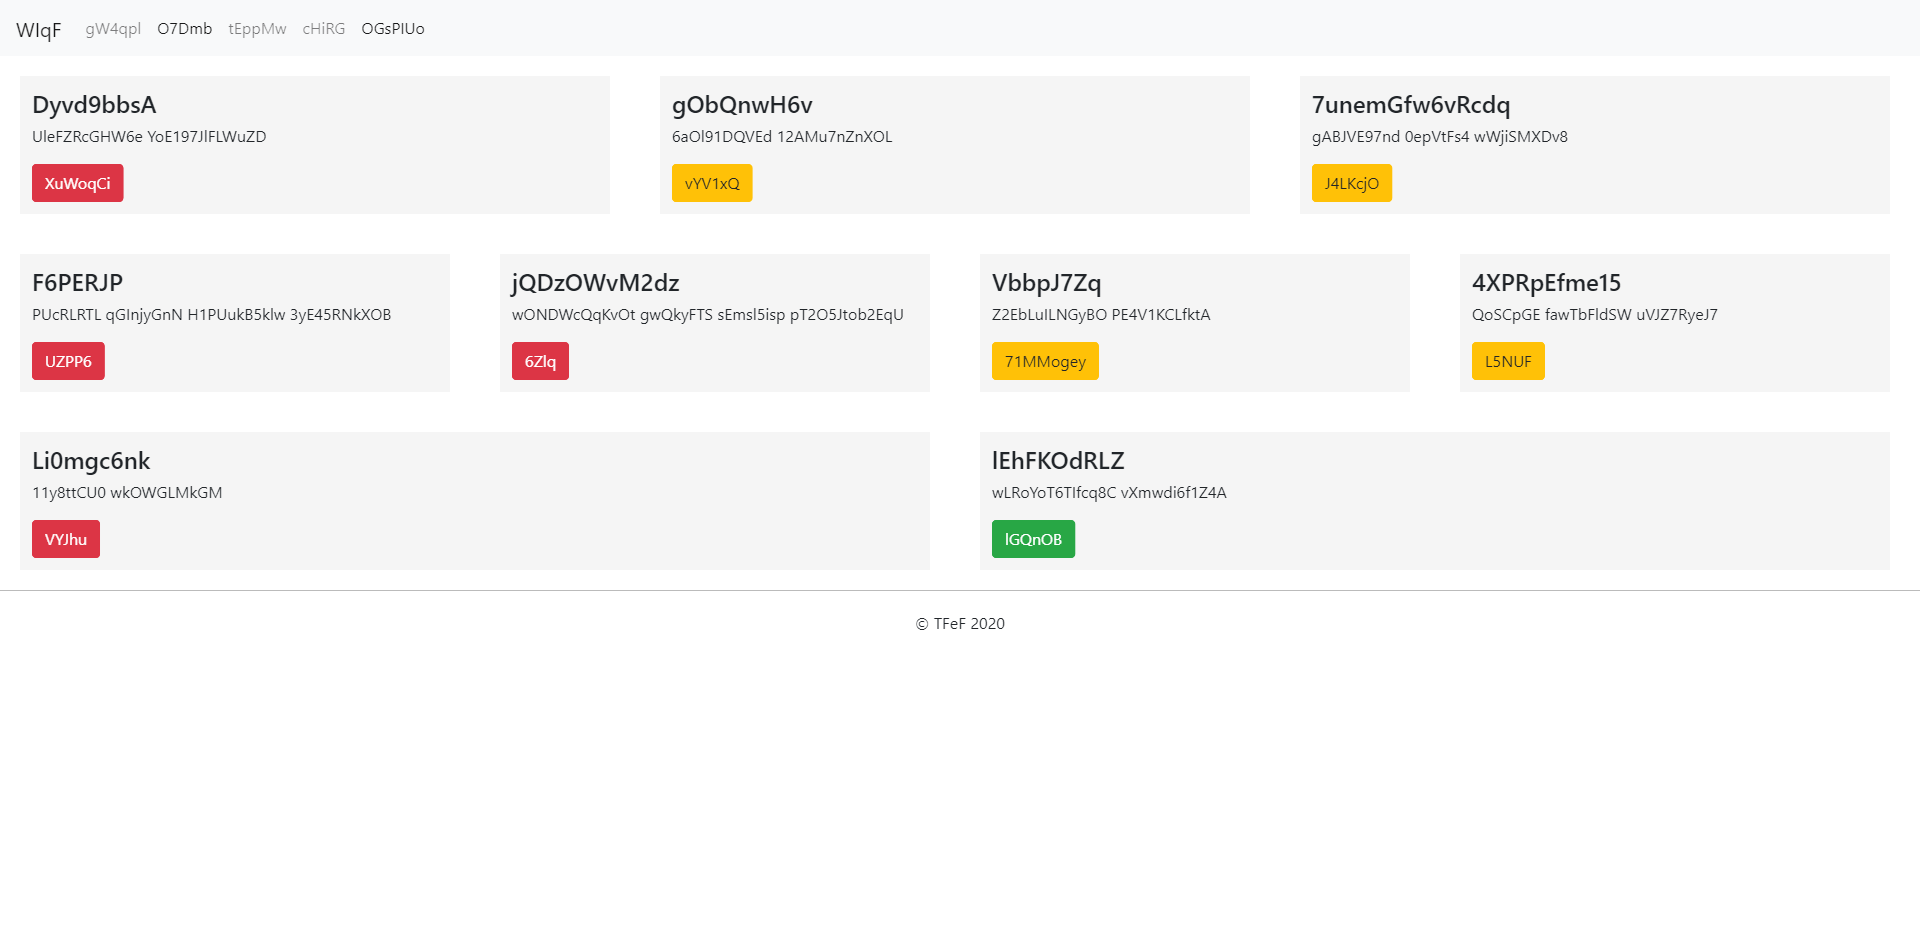 WIqF gW4qpl O7Dmb tEppMw cHiRG OGsPIUo
Dyvd9bbsA
UleFZRcGHW6e YoE197JlFLWuZD
XuWoqCi
gObQnwH6v
6aOl91DQVEd 12AMu7nZnXOL
vYV1xQ
7unemGfw6vRcdq
gABJVE97nd 0epVtFs4 wWjiSMXDv8
J4LKcjO
F6PERJP
PUcRLRTL qGInjyGnN H1PUukB5klw 3yE45RNkXOB
UZPP6
jQDzOWvM2dz
wONDWcQqKvOt gwQkyFTS sEmsl5isp pT2O5Jtob2EqU
6Zlq
VbbpJ7Zq
Z2EbLuILNGyBO PE4V1KCLfktA
71MMogey
4XPRpEfme15
QoSCpGE fawTbFldSW uVJZ7RyeJ7
L5NUF
Li0mgc6nk
11y8ttCU0 wkOWGLMkGM
VYJhu
lEhFKOdRLZ
wLRoYoT6TIfcq8C vXmwdi6f1Z4A
lGQnOB
© TFeF 2020